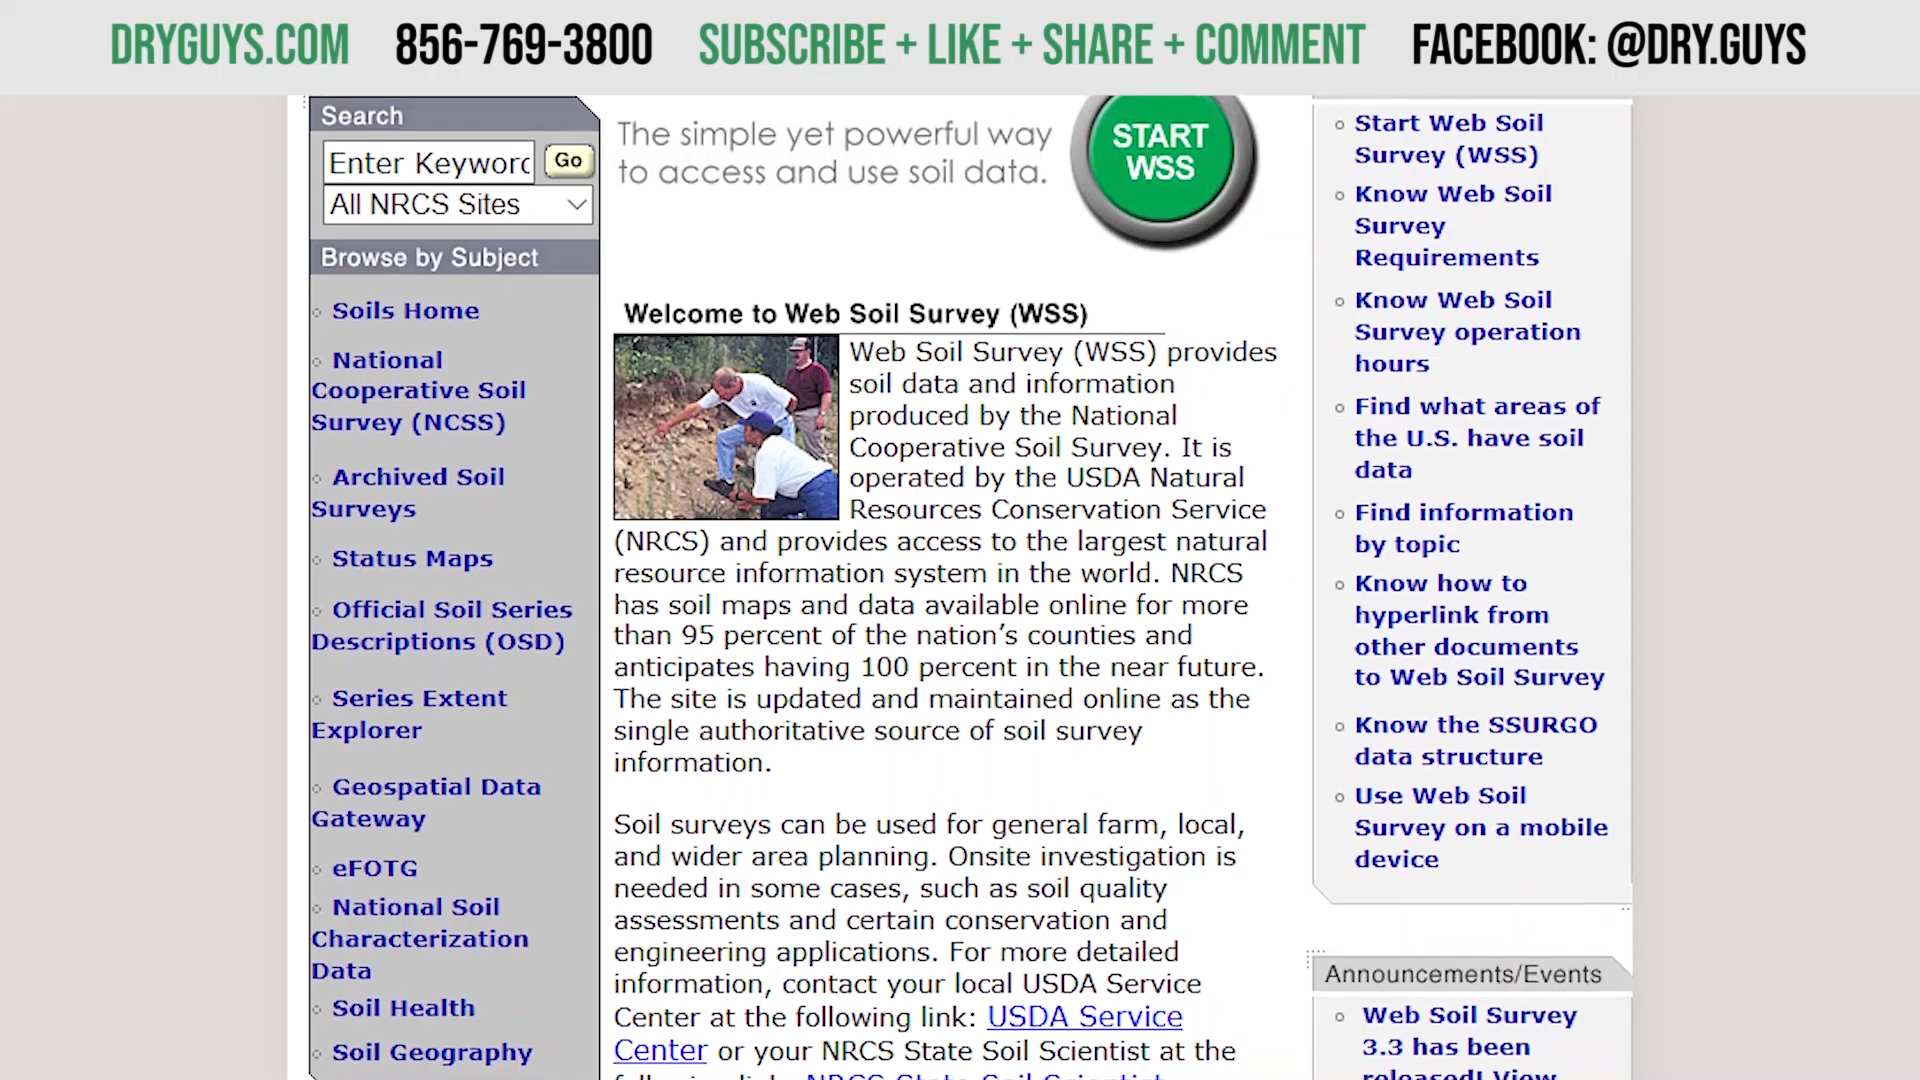 DRYGUYS.COM 856-769-3800 SUBSCRIBE + LIKE + SHARE + COMMENT FACEBOOK: @DRY.GUYS
Search
Enter Keyword
Go
All NRCS Sites
Browse by Subject
Soils Home
National
Cooperative Soil
Survey (NCSS)
Archived Soil
Surveys
Status Maps
Official Soil Series
Descriptions (OSD)
Series Extent
Explorer
Geospatial Data
Gateway
eFOTG
National Soil
Characterization
Data
Soil Health
Soil Geography
The simple yet powerful way
to access and use soil data.
START
WSS
Welcome to Web Soil Survey (WSS)
Web Soil Survey (WSS) provides
soil data and information
produced by the National
Cooperative Soil Survey. It is
operated by the USDA Natural
Resources Conservation Service
(NRCS) and provides access to the largest natural
resource information system in the world. NRCS
has soil maps and data available online for more
than 95 percent of the nation’s counties and
anticipates having 100 percent in the near future.
The site is updated and maintained online as the
single authoritative source of soil survey
information.
Soil surveys can be used for general farm, local,
and wider area planning. Onsite investigation is
needed in some cases, such as soil quality
assessments and certain conservation and
engineering applications. For more detailed
information, contact your local USDA Service
Center at the following link: USDA Service
Center or your NRCS State Soil Scientist at the
following link: NRCS State Soil Scientist
Start Web Soil
Survey (WSS)
Know Web Soil
Survey
Requirements
Know Web Soil
Survey operation
hours
Find what areas of
the U.S. have soil
data
Find information
by topic
Know how to
hyperlink from
other documents
to Web Soil Survey
Know the SSURGO
data structure
Use Web Soil
Survey on a mobile
device
Announcements/Events
Web Soil Survey
3.3 has been
released! View